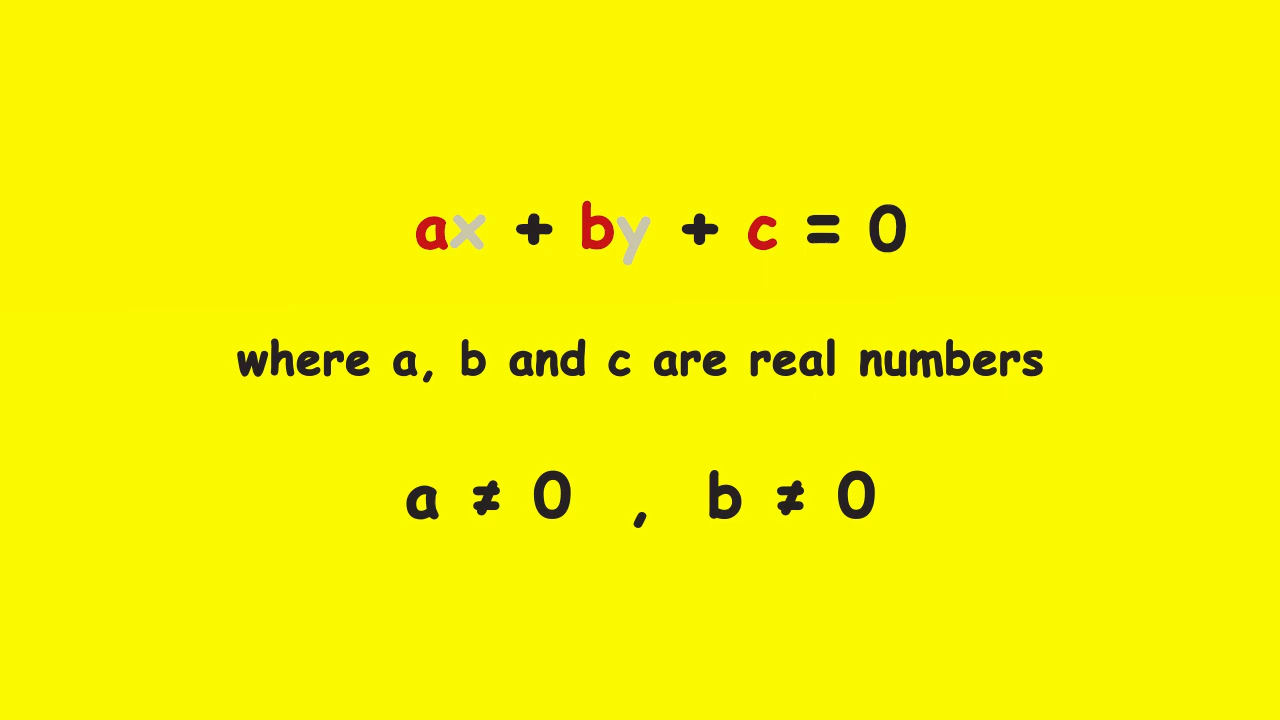 ax + by + c = 0
where a, b and c are real numbers
a ≠ 0 , b ≠ 0